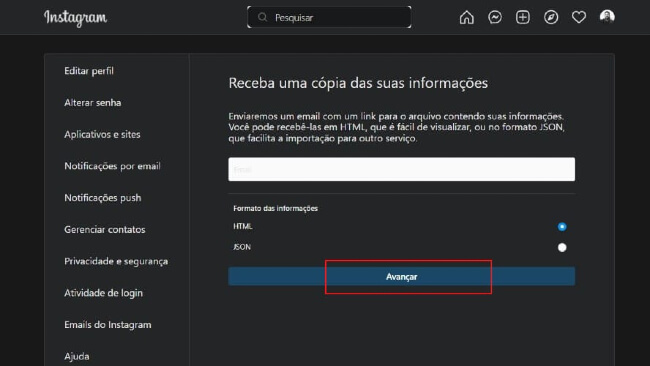 Instagram
Pesquisar
Editar perfil
Alterar senha
Aplicativos e sites
Notificações por email
Notificações push
Gerenciar contatos
Privacidade e segurança
Atividade de login
Emails do Instagram
Ajuda
Receba uma cópia das suas informações
Enviaremos um email com um link para o arquivo contendo suas informações.
Você pode recebê-las em HTML, que é fácil de visualizar, ou no formato JSON,
que facilita a importação para outro serviço.
Formato das informações
HTML
JSON
Avançar